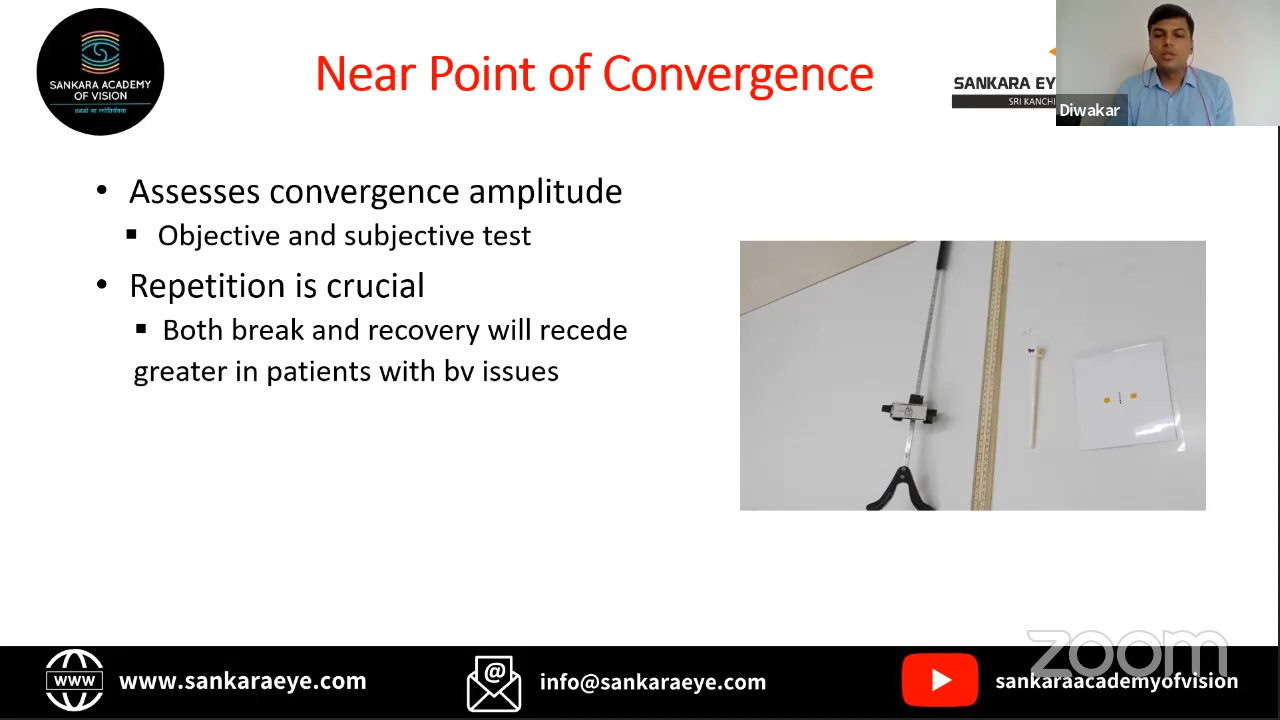 SANKARA ACADEMY
OF VISION
Near Point of Convergence
SANKARA EY
SRI KANCHI
Diwakar
• Assesses convergence amplitude
▪ Objective and subjective test
• Repetition is crucial
▪ Both break and recovery will recede
greater in patients with bv issues
www
www.sankaraeye.com
@
info@sankaraeye.com
sankaraacademyofvision
zoom